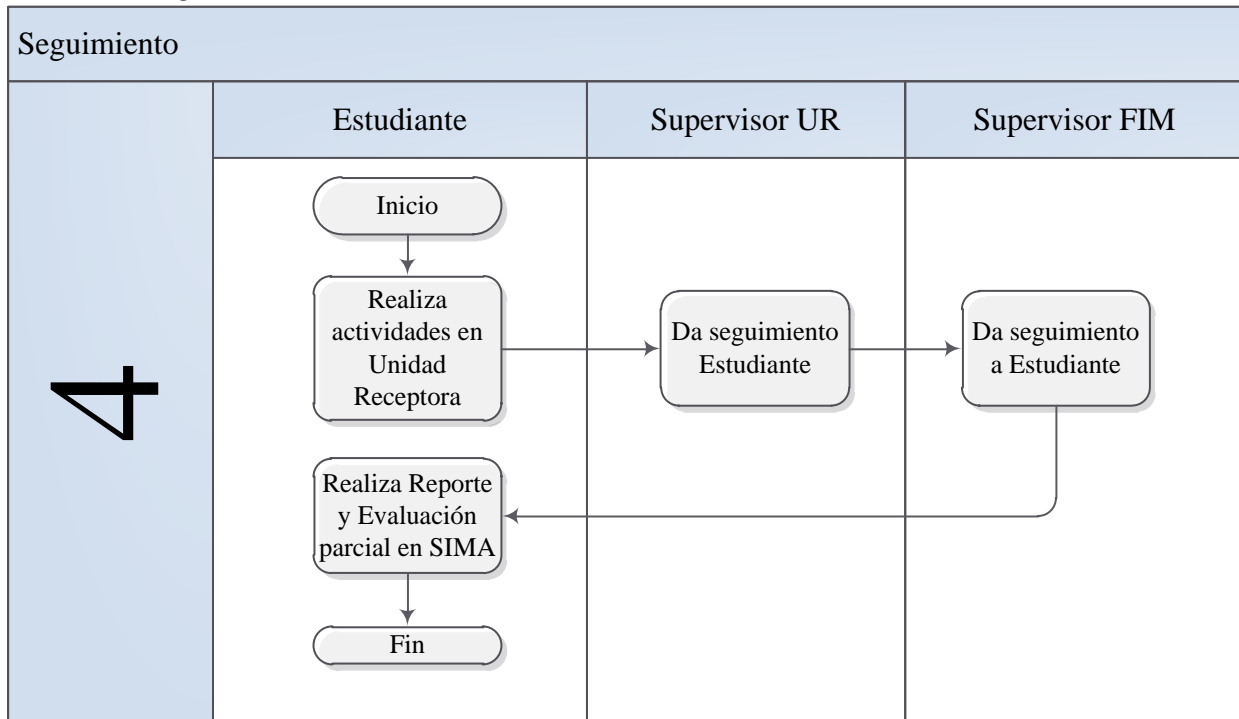 Seguimiento
4
Estudiante
Supervisor UR
Supervisor FIM
Inicio
Realiza
actividades en
Unidad
Receptora
Da seguimiento
Estudiante
Da seguimiento
a Estudiante
Realiza Reporte
y Evaluación
parcial en SIMA
Fin